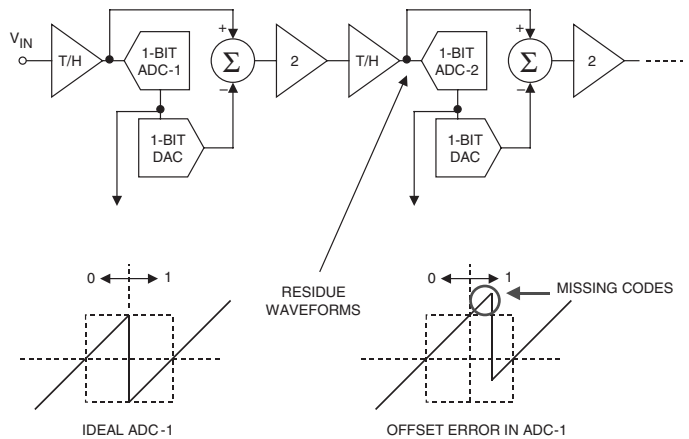 V_IN
T/H
1-BIT
ADC-1
1-BIT
DAC
+
Σ
–
2
T/H
1-BIT
ADC-2
1-BIT
DAC
+
Σ
–
2
RESIDUE
WAVEFORMS
0
1
IDEAL ADC-1
0
1
MISSING CODES
OFFSET ERROR IN ADC-1